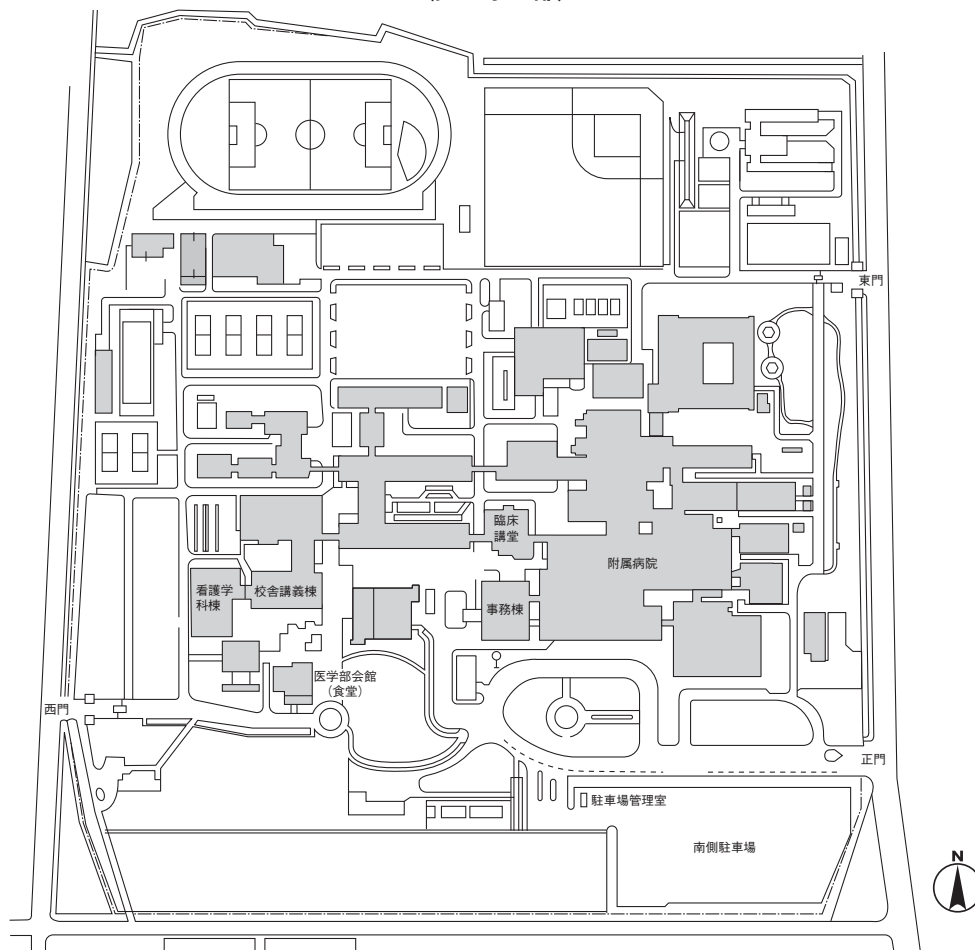 東門
臨床
講堂
附属病院
看護学
科棟
校舎講義棟
事務棟
医学部会館
(食堂)
西門
正門
駐車場管理室
南側駐車場
N